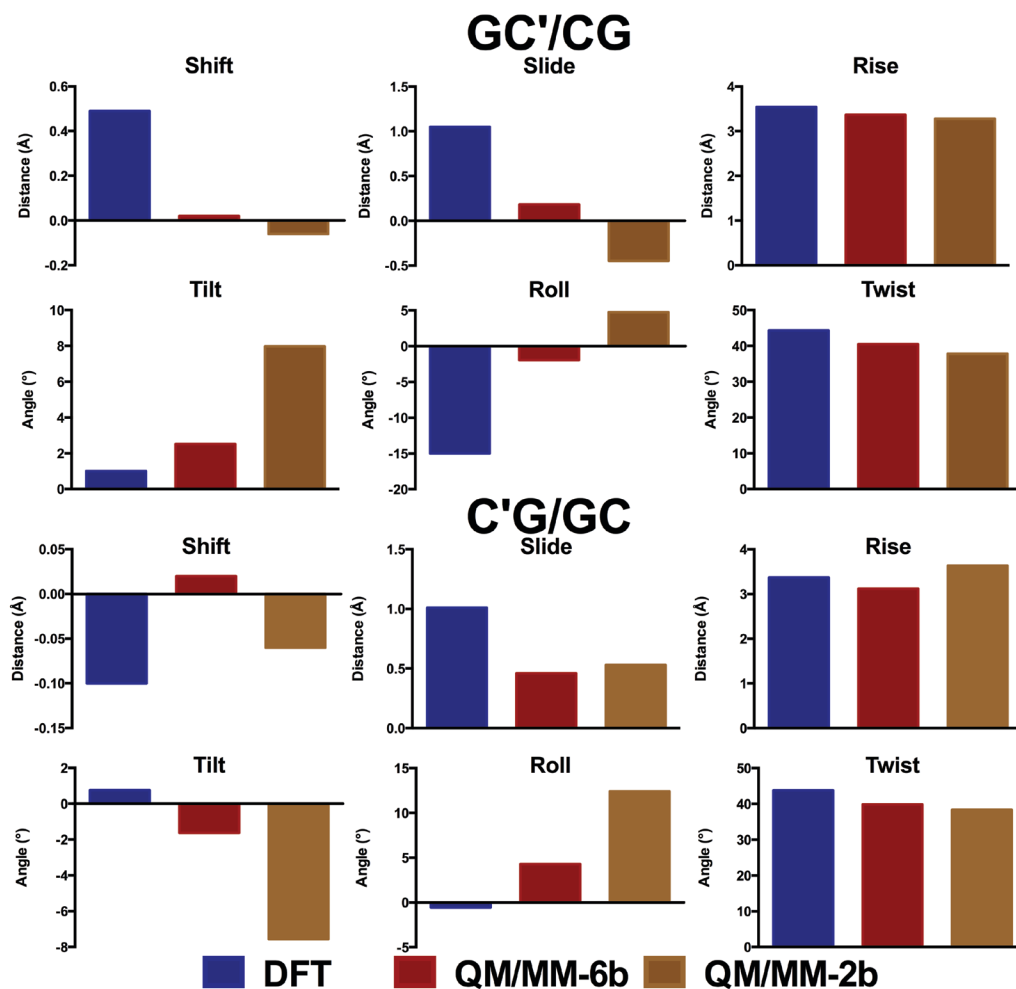 GC'/CG
Shift
Slide
Rise
Distance (Å)
0.6
0.4
0.2
0.0
-0.2
Distance (Å)
1.5
1.0
0.5
0.0
-0.5
Distance (Å)
4
3
2
1
0
Tilt
Roll
Twist
Angle (°)
10
8
6
4
2
0
Angle (°)
5
0
-5
-10
-15
-20
Angle (°)
50
40
30
20
10
0
C'G/GC
Shift
Slide
Rise
Distance (Å)
0.05
0.00
-0.05
-0.10
-0.15
Distance (Å)
1.5
1.0
0.5
0.0
Distance (Å)
4
3
2
1
0
Tilt
Roll
Twist
Angle (°)
2
0
-2
-4
-6
-8
Angle (°)
15
10
5
0
-5
Angle (°)
50
40
30
20
10
0
DFT
QM/MM-6b
QM/MM-2b